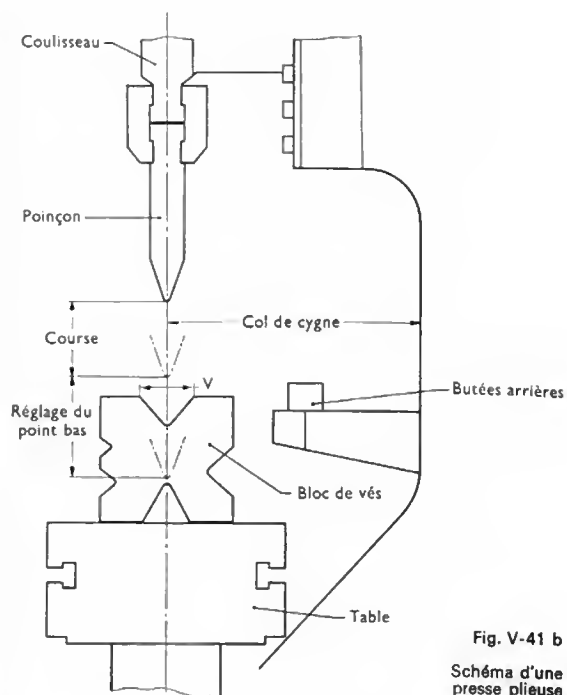 Coulisseau
Poinçon
Course
Col de cygne
V
Butées arrières
Réglage du
point bas
Bloc de vés
Table
Fig. V-41 b
Schéma d'une
presse plieuse